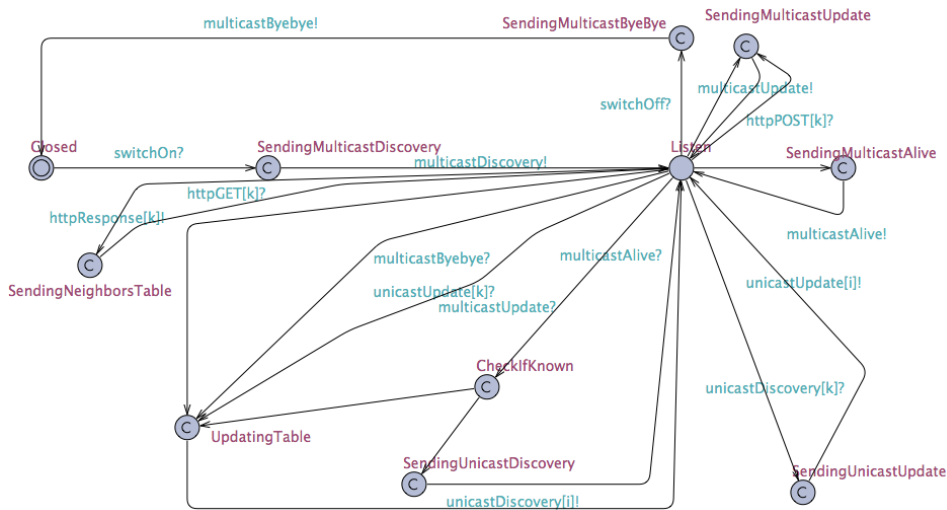 multicastByebye!
SendingMulticastByeBye
SendingMulticastUpdate
multicastUpdate!
switchOff?
httpPOST[k]?
Closed
switchOn?
SendingMulticastDiscovery
multicastDiscovery!
Listen
SendingMulticastAlive
httpGET[k]?
httpResponse[k]!
multicastAlive!
SendingNeighborsTable
multicastByebye?
multicastAlive?
unicastUpdate[i]!
unicastUpdate[k]?
multicastUpdate?
CheckIfKnown
unicastDiscovery[k]?
UpdatingTable
SendingUnicastDiscovery
SendingUnicastUpdate
unicastDiscovery[i]!
C
C
C
C
C
C
C
C
C